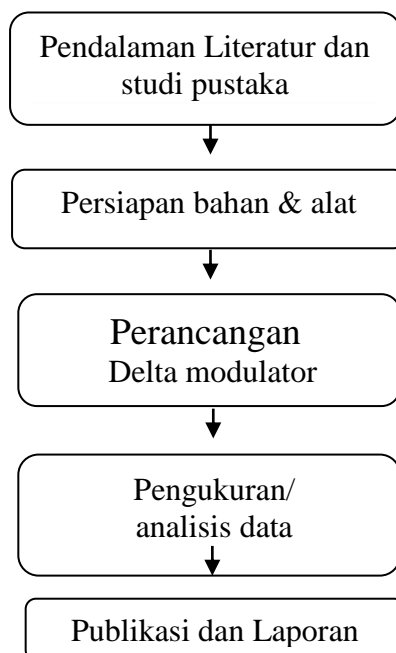 Pendalaman Literatur dan
studi pustaka
Persiapan bahan & alat
Perancangan
Delta modulator
Pengukuran/
analisis data
Publikasi dan Laporan